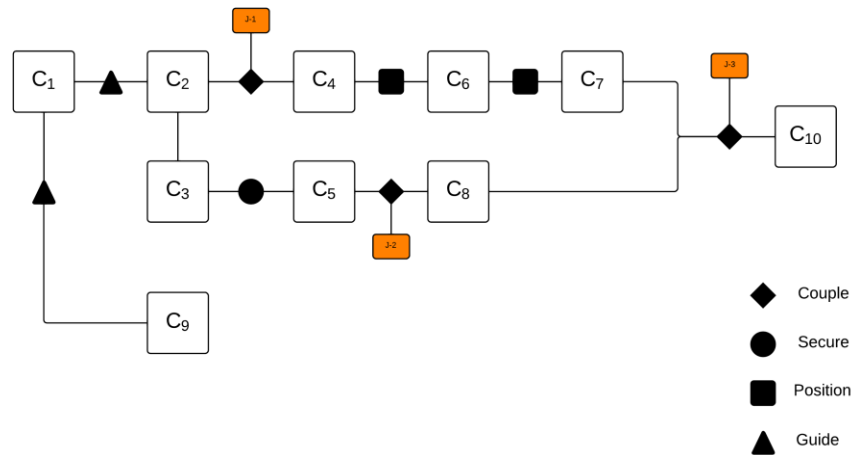 J-1
J-3
C1
C2
C4
C6
C7
C10
C3
C5
C8
J-2
C9
Couple
Secure
Position
Guide